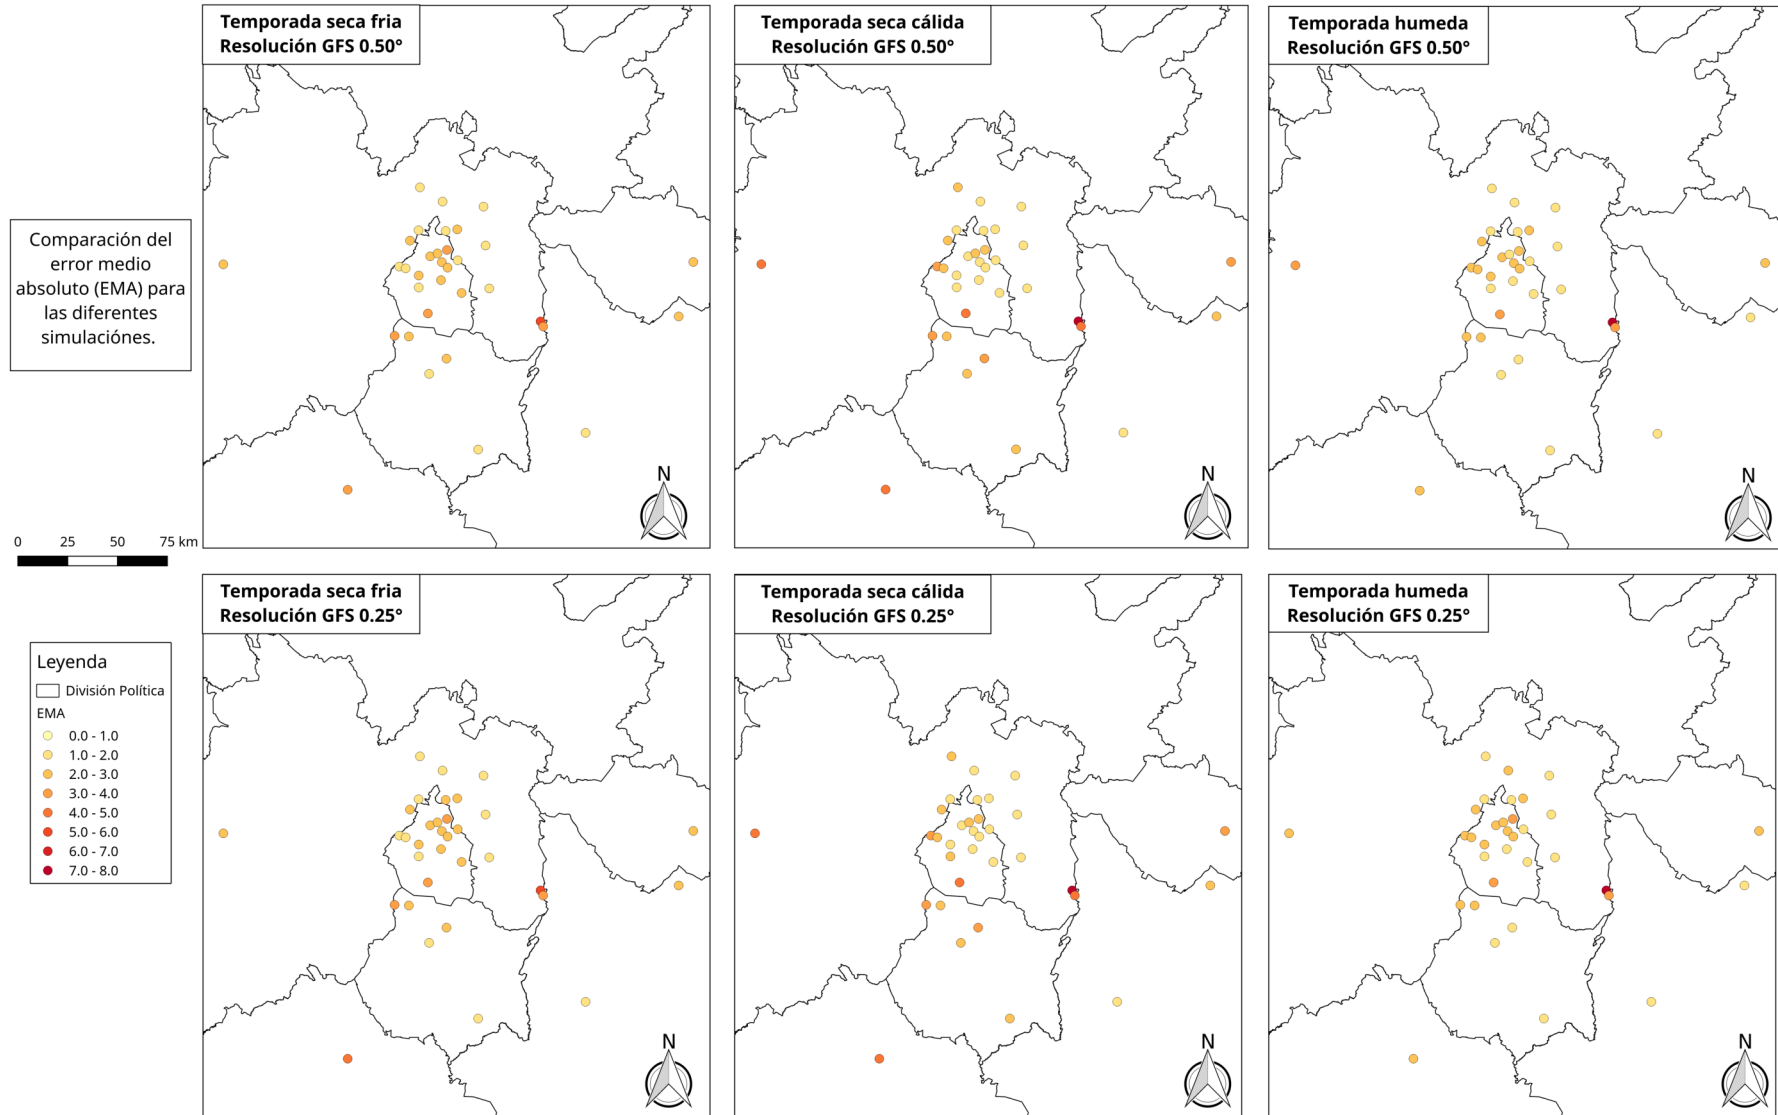 Temporada seca fria
Resolución GFS 0.50°
Temporada seca cálida
Resolución GFS 0.50°
Temporada humeda
Resolución GFS 0.50°
Comparación del
error medio
absoluto (EMA) para
las diferentes
simulaciónes.
N
N
N
0 25 50 75 km
Temporada seca fria
Resolución GFS 0.25°
Temporada seca cálida
Resolución GFS 0.25°
Temporada humeda
Resolución GFS 0.25°
Leyenda
División Política
EMA
0.0 - 1.0
1.0 - 2.0
2.0 - 3.0
3.0 - 4.0
4.0 - 5.0
5.0 - 6.0
6.0 - 7.0
7.0 - 8.0
N
N
N